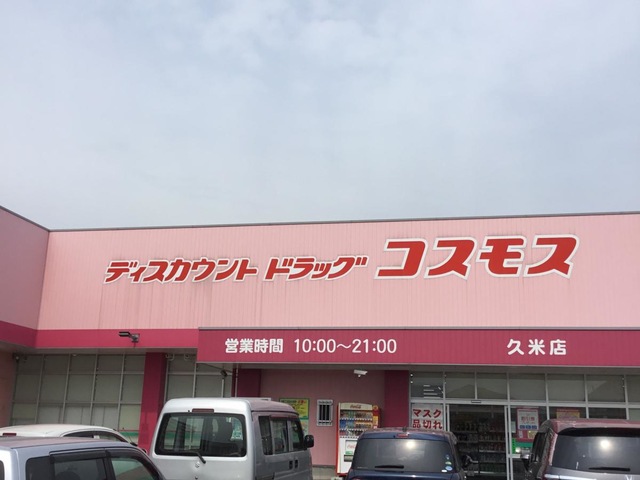 ディスカウント ドラッグ コスモス
営業時間 10:00～21:00 久米店
マスク
品切れ